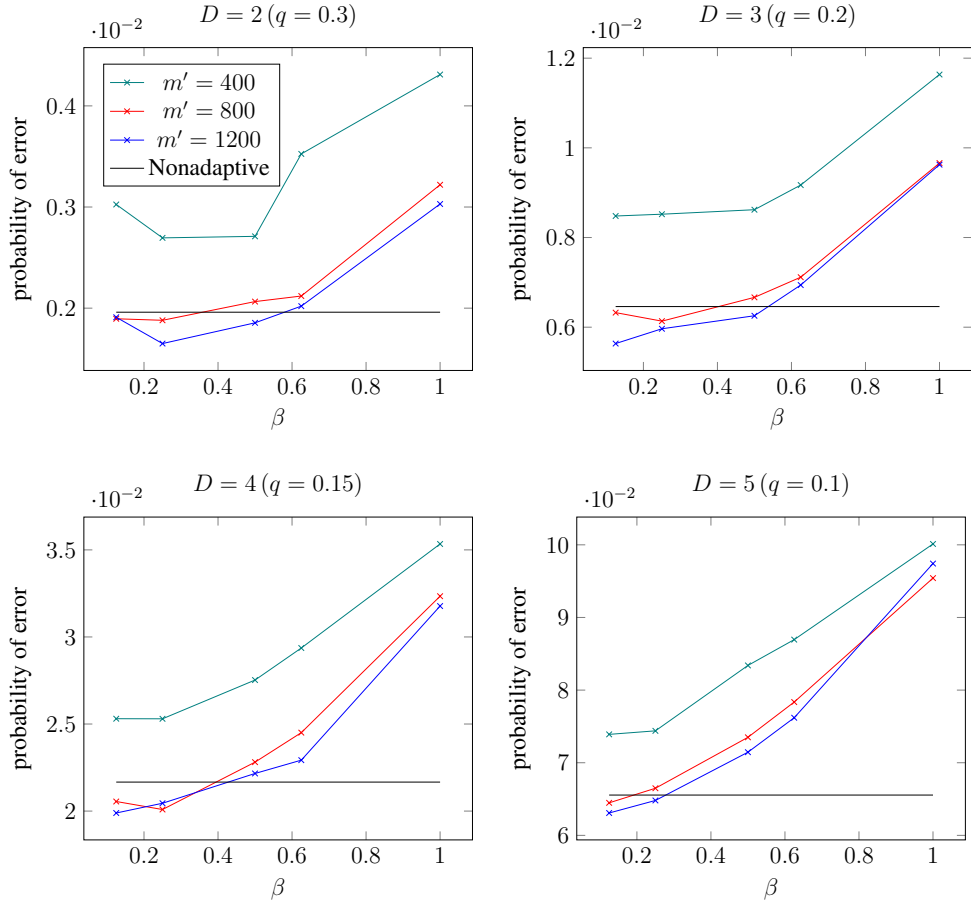 D = 2 (q = 0.3)
·10⁻²
probability of error
0.4
0.3
0.2
m′ = 400
m′ = 800
m′ = 1200
Nonadaptive
0.2 0.4 0.6 0.8 1
β
D = 3 (q = 0.2)
·10⁻²
probability of error
1.2
1
0.8
0.6
0.2 0.4 0.6 0.8 1
β
D = 4 (q = 0.15)
·10⁻²
probability of error
3.5
3
2.5
2
0.2 0.4 0.6 0.8 1
β
D = 5 (q = 0.1)
·10⁻²
probability of error
10
9
8
7
6
0.2 0.4 0.6 0.8 1
β